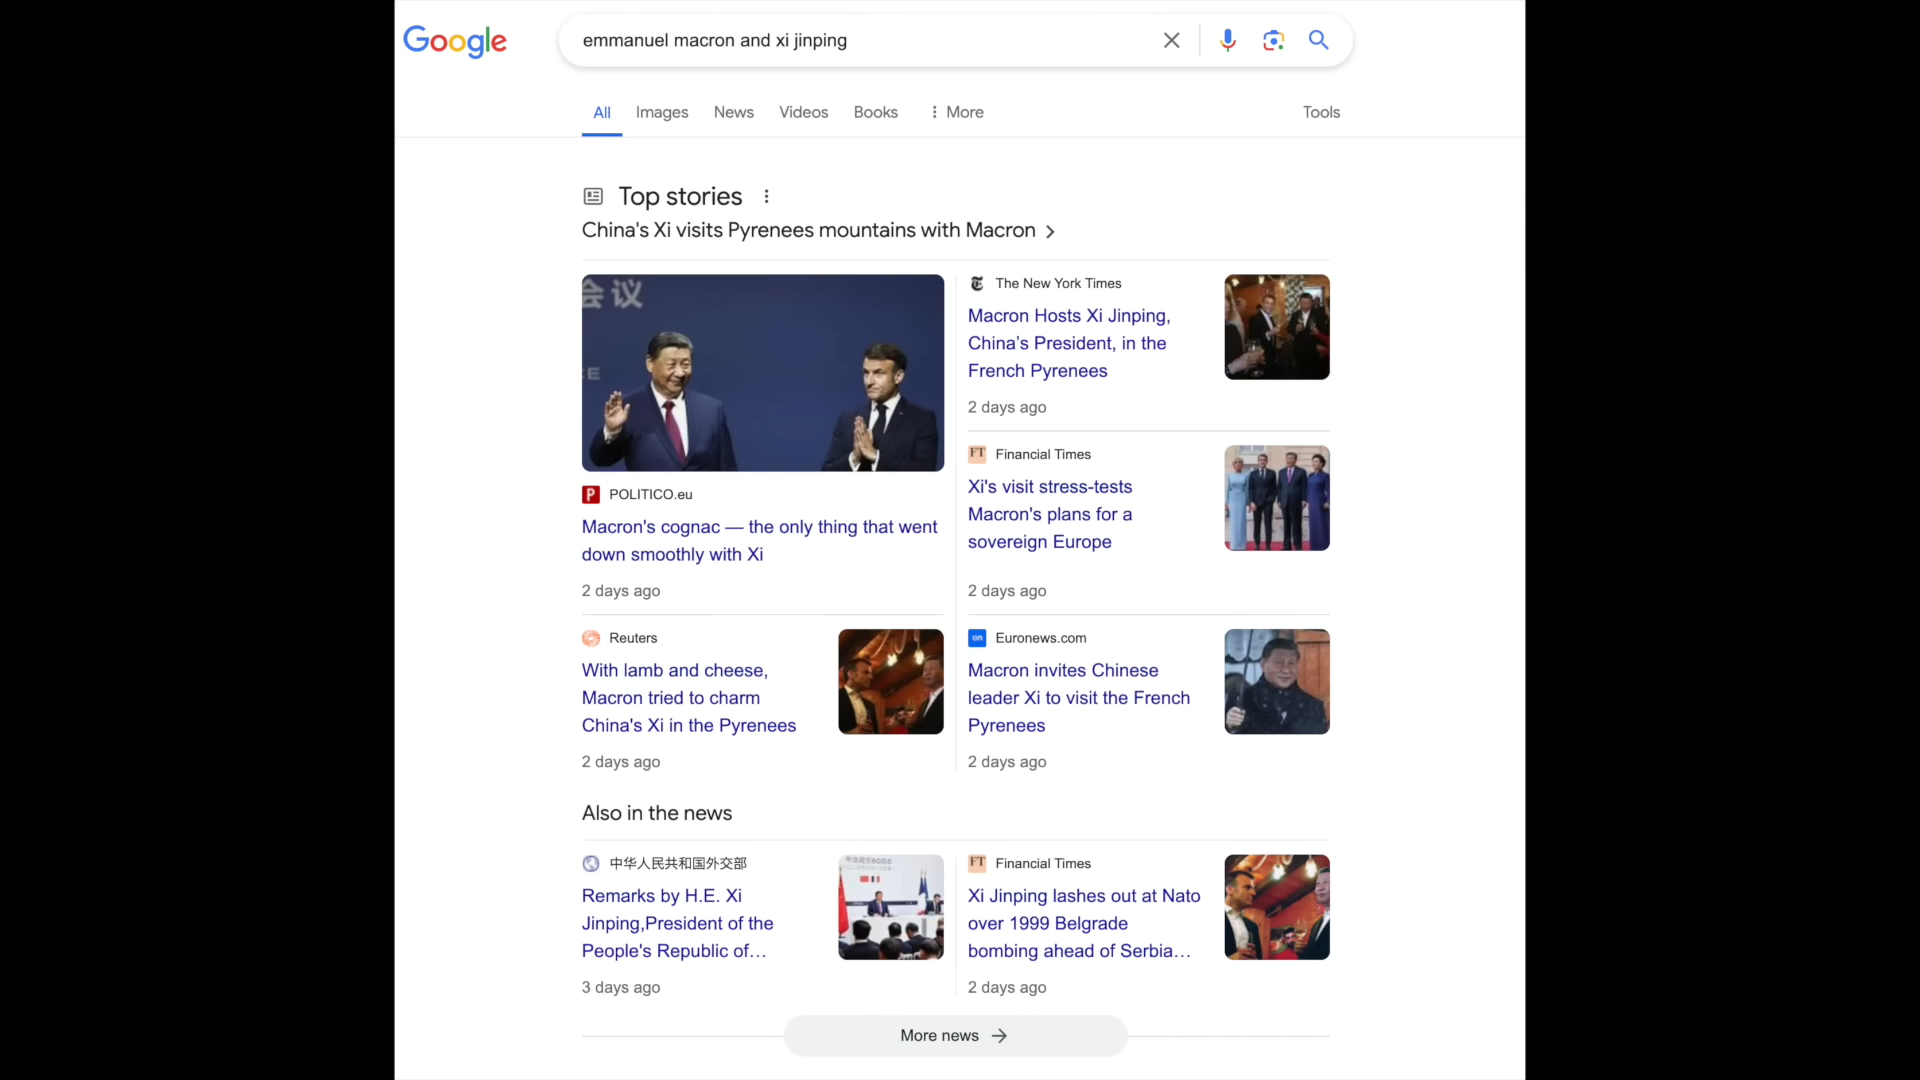 Google
emmanuel macron and xi jinping
All Images News Videos Books More Tools
Top stories
China's Xi visits Pyrenees mountains with Macron
会议
CE
POLITICO.eu
Macron's cognac — the only thing that went
down smoothly with Xi
2 days ago
The New York Times
Macron Hosts Xi Jinping,
China's President, in the
French Pyrenees
2 days ago
FT Financial Times
Xi's visit stress-tests
Macron's plans for a
sovereign Europe
2 days ago
Reuters
With lamb and cheese,
Macron tried to charm
China's Xi in the Pyrenees
2 days ago
Euronews.com
Macron invites Chinese
leader Xi to visit the French
Pyrenees
2 days ago
Also in the news
中华人民共和国外交部
Remarks by H.E. Xi
Jinping,President of the
People's Republic of...
3 days ago
FT Financial Times
Xi Jinping lashes out at Nato
over 1999 Belgrade
bombing ahead of Serbia...
2 days ago
More news